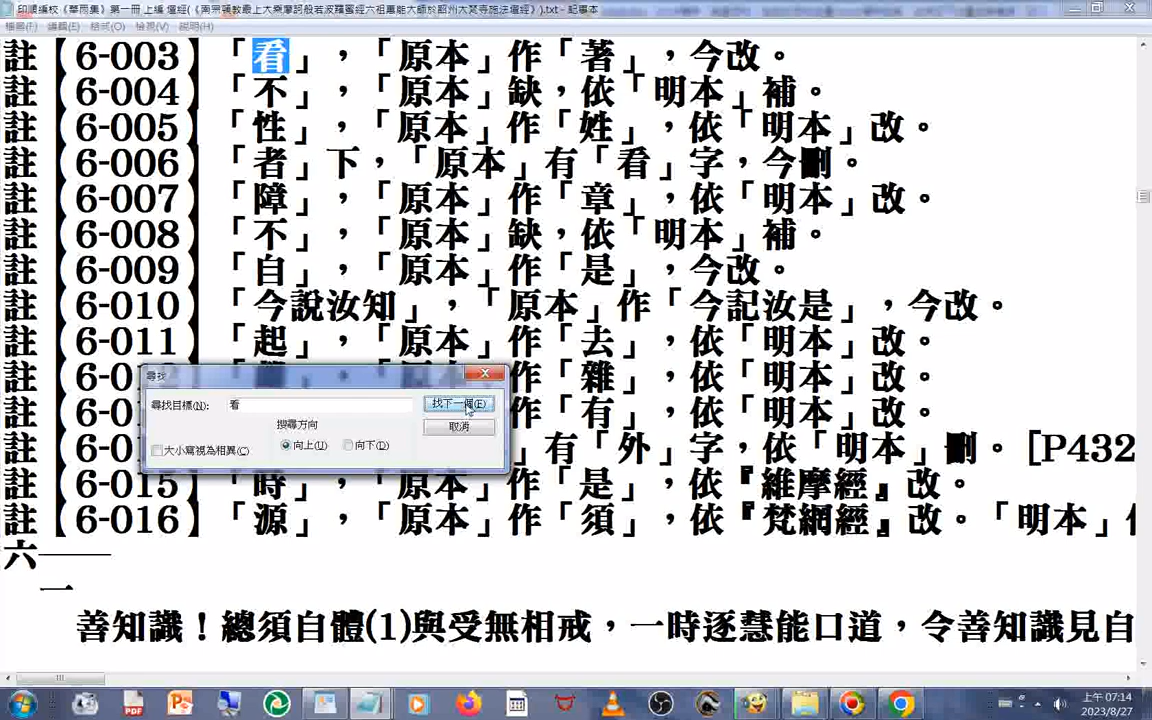 印順編校《華雨集》第一冊 上編 壇經(《南宗頓教最上大乘摩訶般若波羅蜜經六祖惠能大師於韶州大梵寺施法壇經》).txt - 記事本
檔案(F) 編輯(E) 格式(O) 檢視(V) 說明(H)
註【6-003】「看」，「原本」作「著」，今改。
註【6-004】「不」，「原本」缺，依「明本」補。
註【6-005】「性」，「原本」作「姓」，依「明本」改。
註【6-006】「者」下，「原本」有「看」字，今刪。
註【6-007】「障」，「原本」作「章」，依「明本」改。
註【6-008】「不」，「原本」缺，依「明本」補。
註【6-009】「自」，「原本」作「是」，今改。
註【6-010】「今說汝知」，「原本」作「今記汝是」，今改。
註【6-011】「起」，「原本」作「去」，依「明本」改。
作「雜」，依「明本」改。
作「有」，依「明本」改。
有「外」字，依「明本」刪。[P432
註【6-015】「時」，「原本」作「是」，依『維摩經』改。
註【6-016】「源」，「原本」作「須」，依『梵網經』改。「明本」作
六——
一
善知識！總須自體(1)與受無相戒，一時逐慧能口道，令善知識見自
尋找
尋找目標(N): 看
找下一個(F)
搜尋方向
取消
大小寫視為相異(C) 向上(U) 向下(D)
上午 07:14
2023/8/27